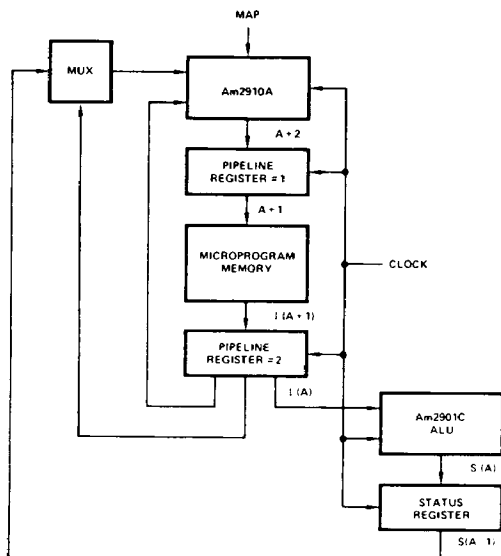 MAP
MUX
Am2910A
A + 2
PIPELINE
REGISTER = 1
A + 1
MICROPROGRAM
MEMORY
CLOCK
I (A + 1)
PIPELINE
REGISTER = 2
I (A)
Am2901C
ALU
S (A)
STATUS
REGISTER
S(A 1)